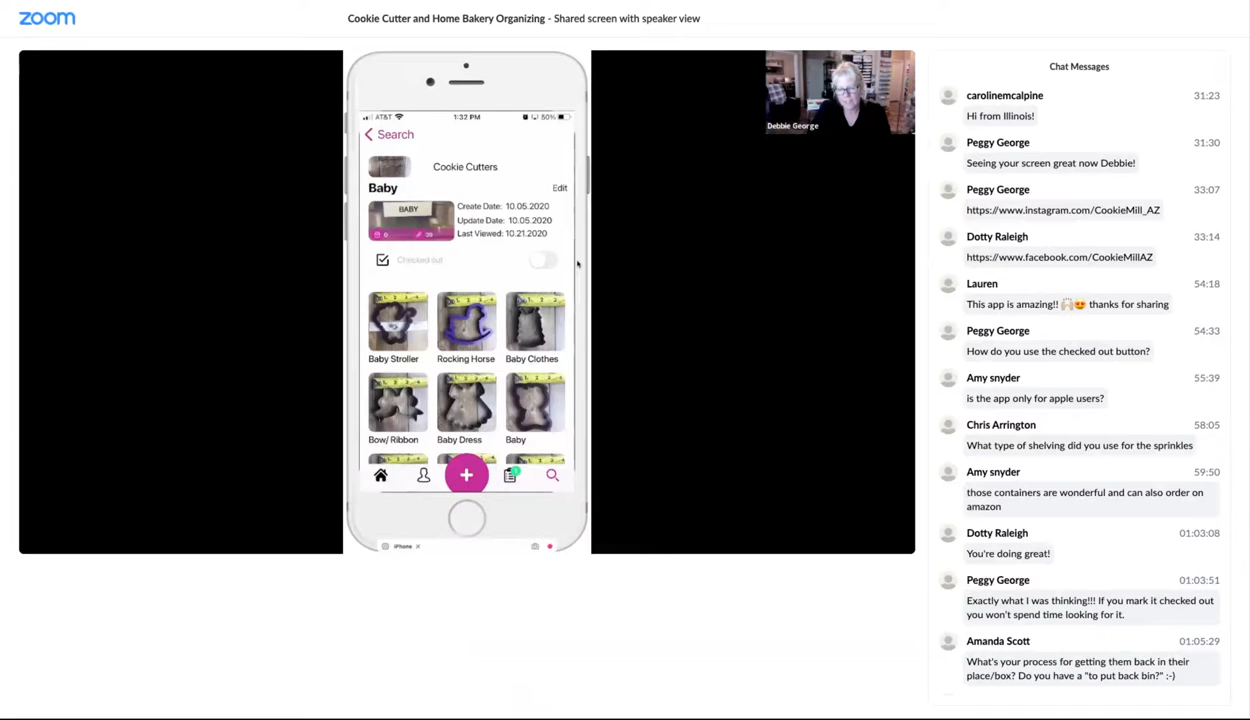 zoom
Cookie Cutter and Home Bakery Organizing - Shared screen with speaker view
AT&T
1:32 PM
50%
Search
Cookie Cutters
Baby
Edit
BABY
Create Date: 10.05.2020
Update Date: 10.05.2020
Last Viewed: 10.21.2020
0
39
Checked out
Baby Stroller
Rocking Horse
Baby Clothes
Bow/ Ribbon
Baby Dress
Baby
iPhone
Debbie George
Chat Messages
carolinemcalpine 31:23
Hi from Illinois!
Peggy George 31:30
Seeing your screen great now Debbie!
Peggy George 33:07
https://www.instagram.com/CookieMill_AZ
Dotty Raleigh 33:14
https://www.facebook.com/CookieMillAZ
Lauren 54:18
This app is amazing!! 🙌🏻😍 thanks for sharing
Peggy George 54:33
How do you use the checked out button?
Amy snyder 55:39
is the app only for apple users?
Chris Arrington 58:05
What type of shelving did you use for the sprinkles
Amy snyder 59:50
those containers are wonderful and can also order on
amazon
Dotty Raleigh 01:03:08
You're doing great!
Peggy George 01:03:51
Exactly what I was thinking!!! If you mark it checked out
you won't spend time looking for it.
Amanda Scott 01:05:29
What's your process for getting them back in their
place/box? Do you have a "to put back bin?" :-)